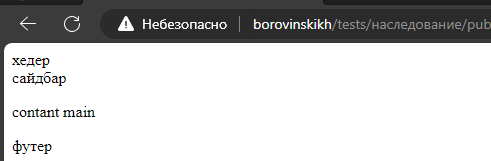 Небезопасно borovinskikh/tests/наследование/pub
хедер
сайдбар
contant main
футер